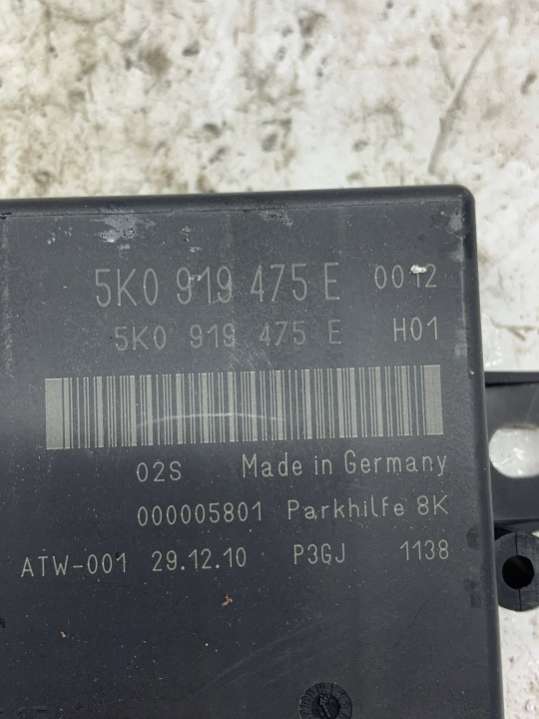 5K0 919 475 E 0012
5K0 919 475 E H01
02S Made in Germany
000005801 Parkhilfe 8K
ATW-001 29.12.10 P3GJ 1138